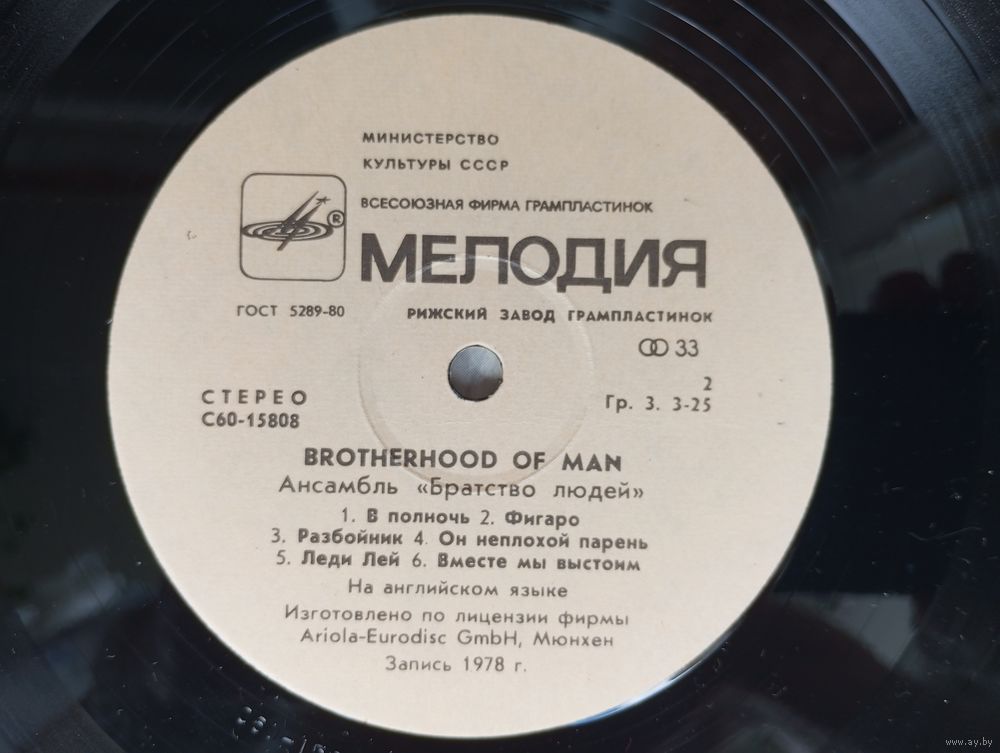 МИНИСТЕРСТВО
КУЛЬТУРЫ СССР
ВСЕСОЮЗНАЯ ФИРМА ГРАМПЛАСТИНОК
®
МЕЛОДИЯ
ГОСТ 5289-80
РИЖСКИЙ ЗАВОД ГРАМПЛАСТИНОК
33
СТЕРЕО
2
С60-15808
Гр. 3. 3-25
BROTHERHOOD OF MAN
Ансамбль «Братство людей»
1. В полночь 2. Фигаро
3. Разбойник 4. Он неплохой парень
5. Леди Лей 6. Вместе мы выстоим
На английском языке
Изготовлено по лицензии фирмы
Ariola-Eurodisc GmbH, Мюнхен
Запись 1978 г.
www.ay.by